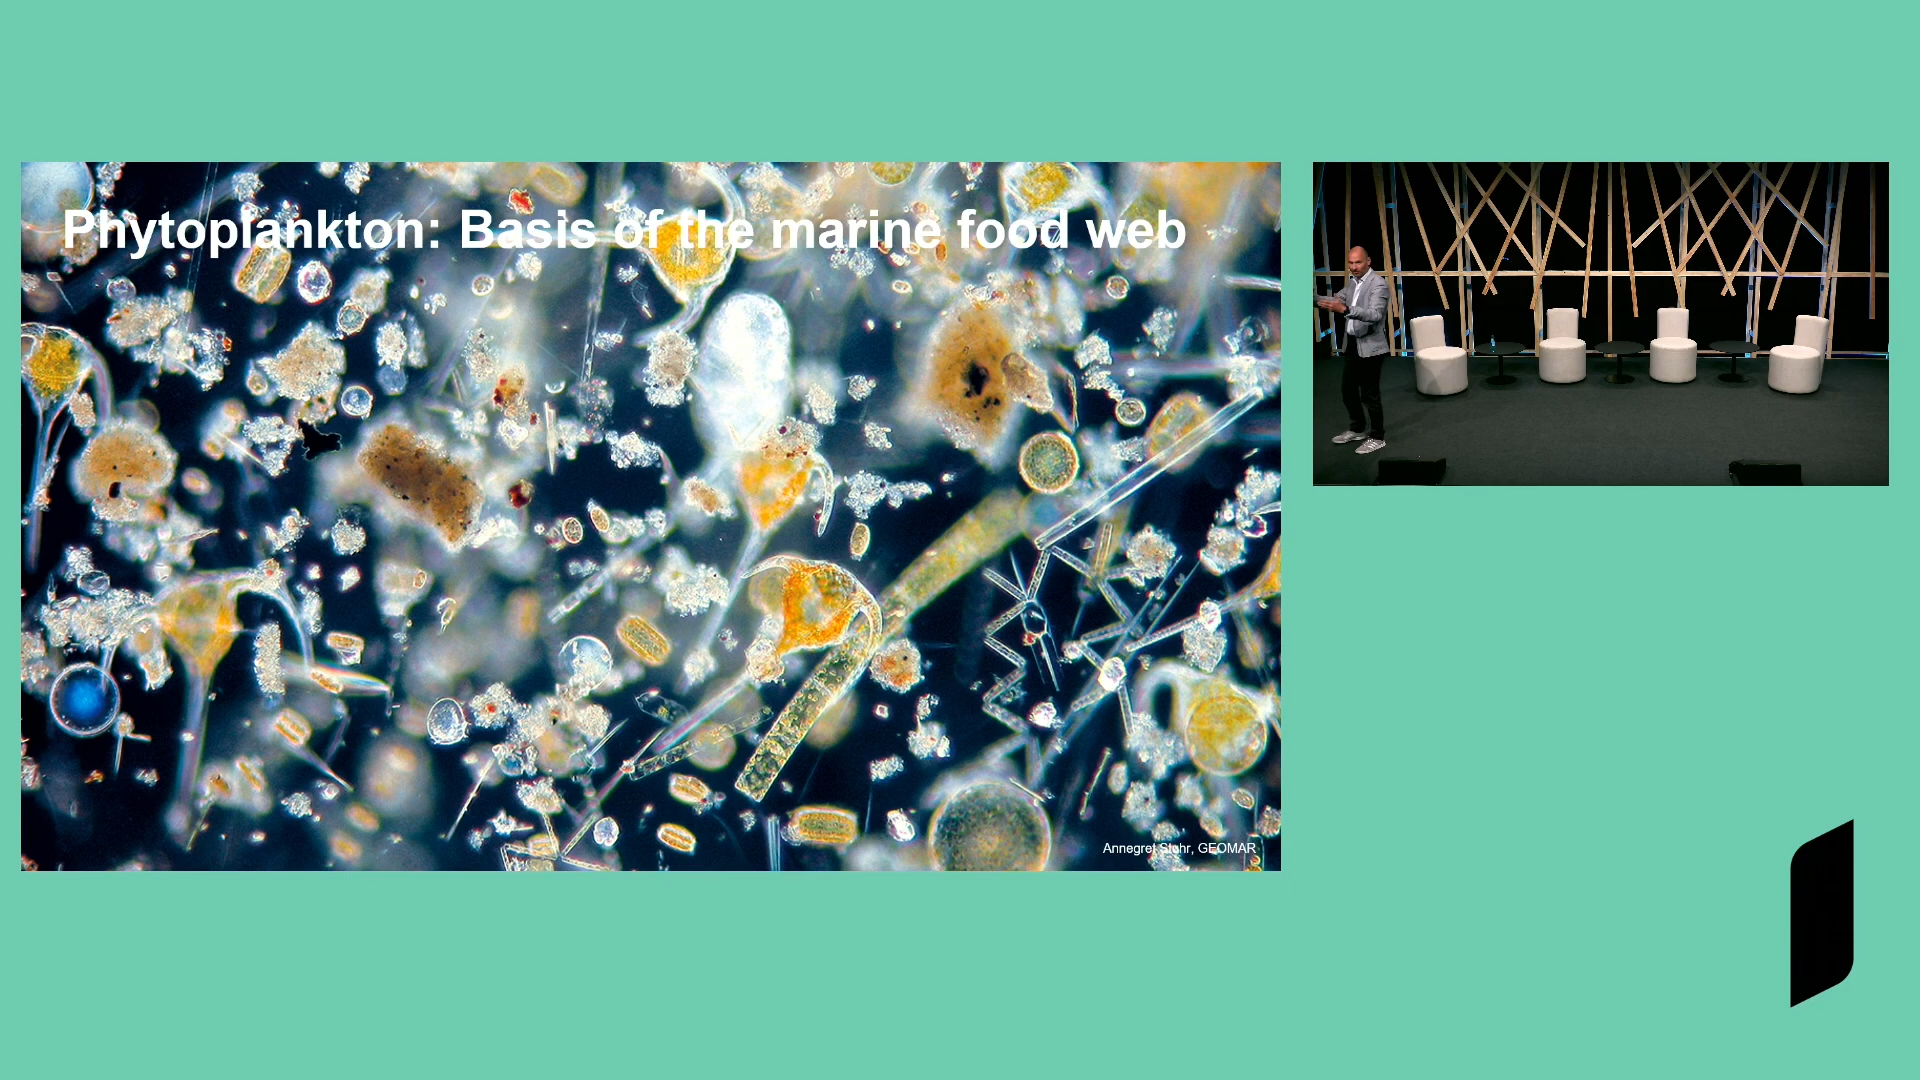 Phytoplankton: Basis of the marine food web
Annegret Stuhr, GEOMAR